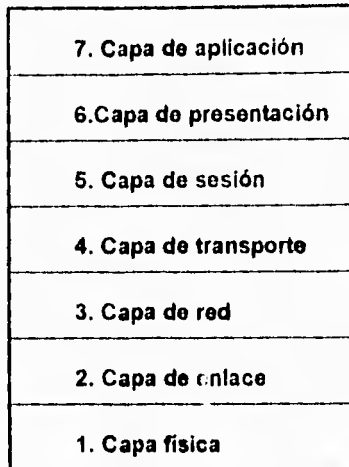 7. Capa de aplicación
6.Capa de presentación
5. Capa de sesión
4. Capa de transporte
3. Capa de red
2. Capa de enlace
1. Capa física